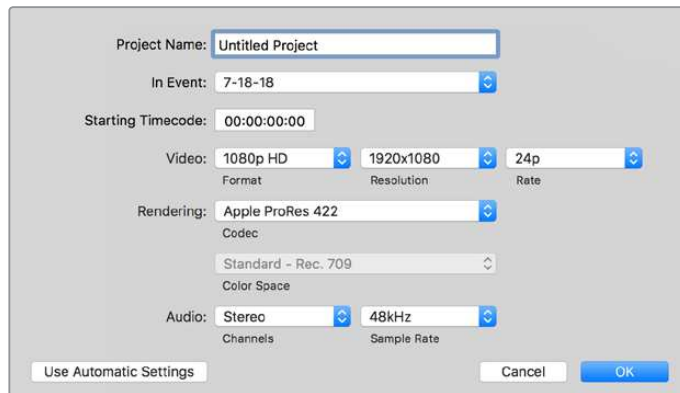 Project Name: Untitled Project
In Event: 7-18-18
Starting Timecode: 00:00:00:00
Video: 1080p HD 1920x1080 24p
Format Resolution Rate
Rendering: Apple ProRes 422
Codec
Standard - Rec. 709
Color Space
Audio: Stereo 48kHz
Channels Sample Rate
Use Automatic Settings Cancel OK